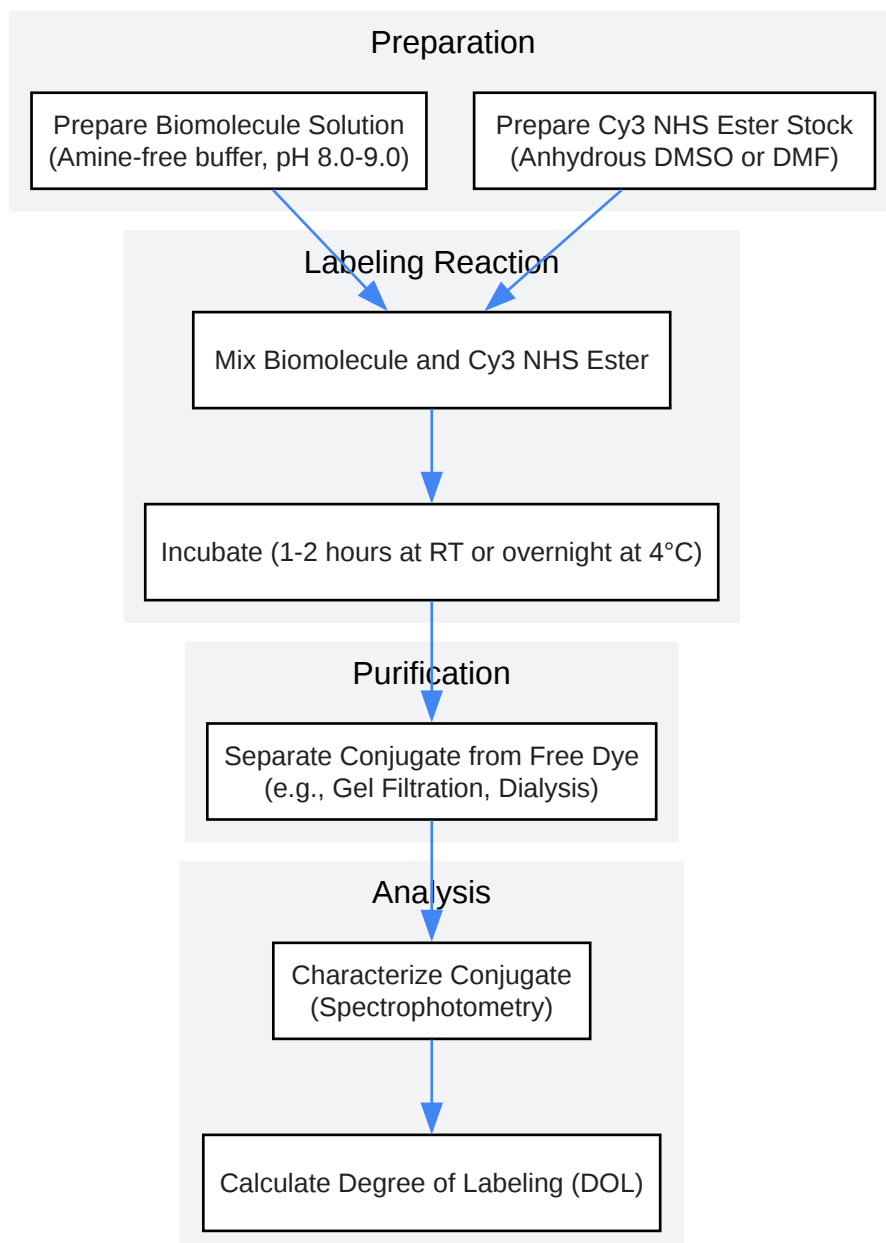 Preparation
Prepare Biomolecule Solution
(Amine-free buffer, pH 8.0-9.0)
Prepare Cy3 NHS Ester Stock
(Anhydrous DMSO or DMF)
Labeling Reaction
Mix Biomolecule and Cy3 NHS Ester
Incubate (1-2 hours at RT or overnight at 4°C)
Purification
Separate Conjugate from Free Dye
(e.g., Gel Filtration, Dialysis)
Analysis
Characterize Conjugate
(Spectrophotometry)
Calculate Degree of Labeling (DOL)